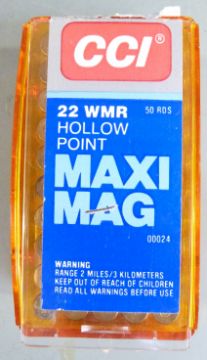 CCI®
22 WMR 50 RDS
HOLLOW
POINT
MAXI
MAG
00024
WARNING
RANGE 2 MILES/3 KILOMETERS
KEEP OUT OF REACH OF CHILDREN
READ ALL WARNINGS BEFORE USE